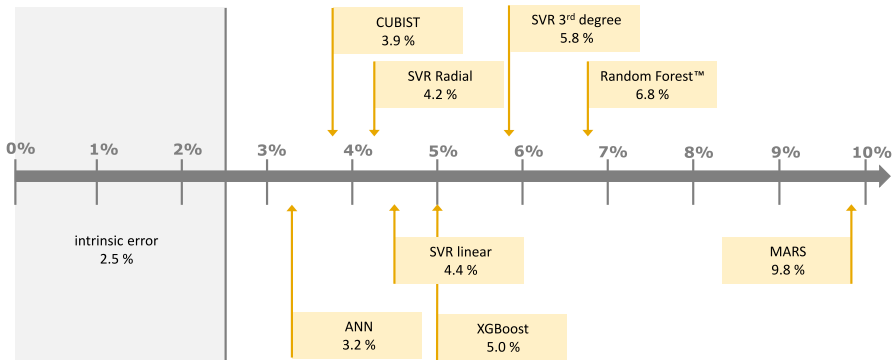 CUBIST
3.9 %
SVR 3rd degree
5.8 %
SVR Radial
4.2 %
Random Forest™
6.8 %
0% 1% 2% 3% 4% 5% 6% 7% 8% 9% 10%
intrinsic error
2.5 %
SVR linear
4.4 %
MARS
9.8 %
ANN
3.2 %
XGBoost
5.0 %